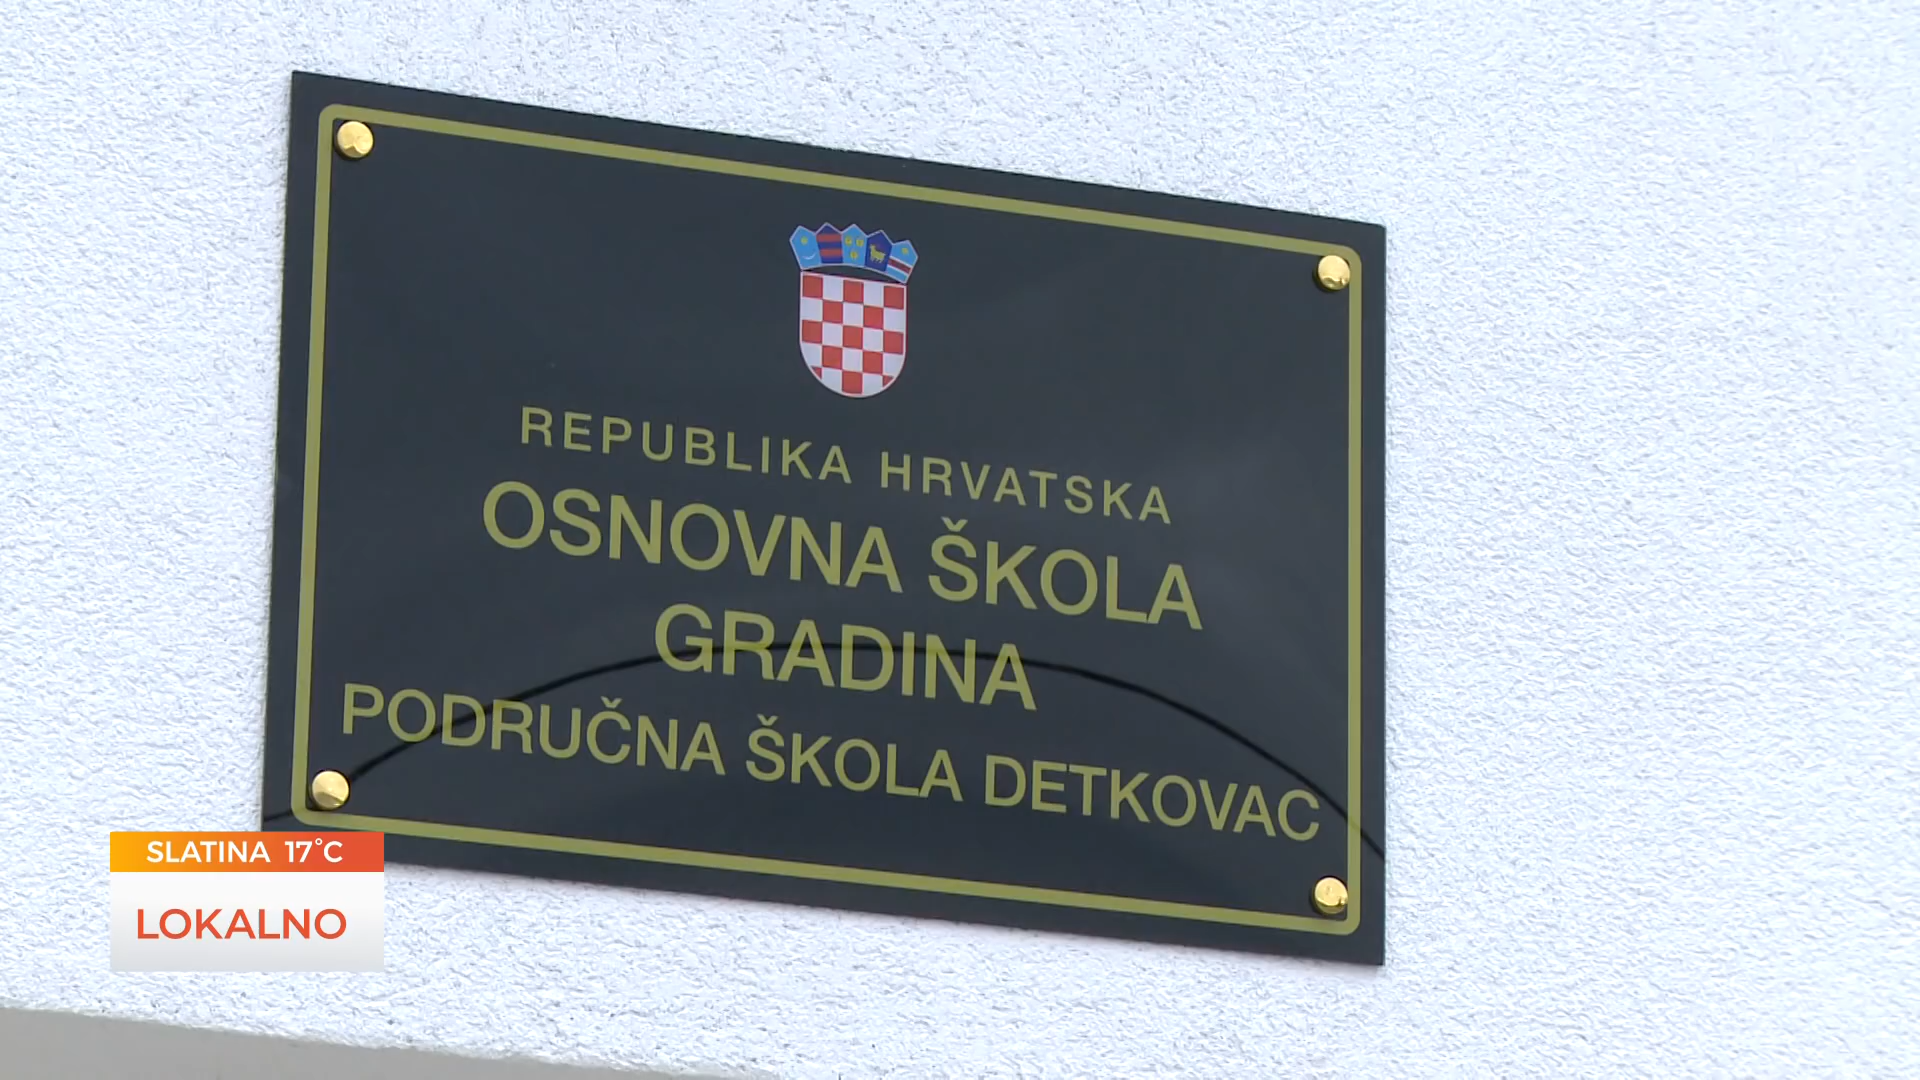 REPUBLIKA HRVATSKA
OSNOVNA ŠKOLA
GRADINA
PODRUČNA ŠKOLA DETKOVAC
SLATINA 17°C
LOKALNO